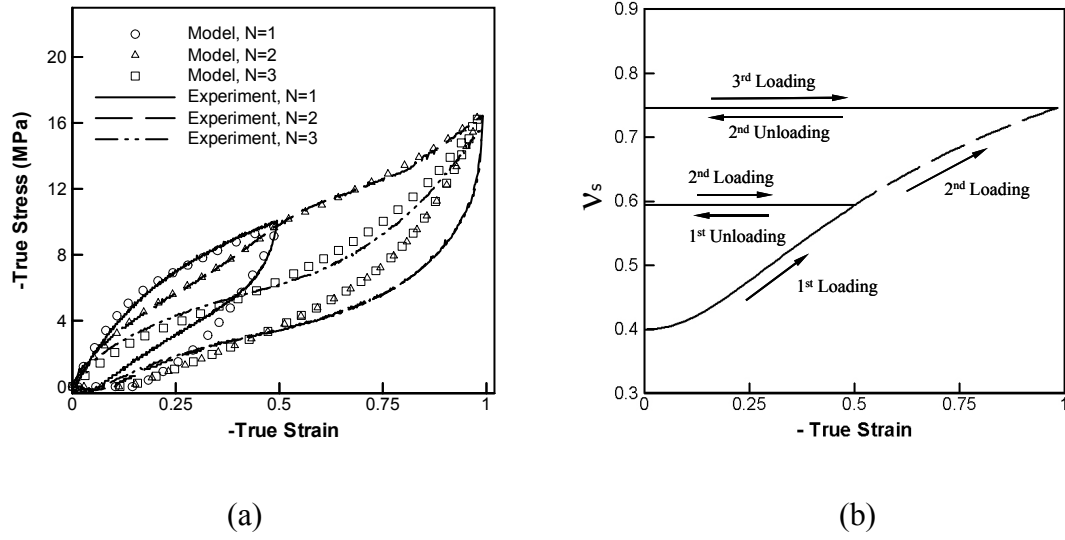 22
20
16
12
8
4
0
-True Stress (MPa)
Model, N=1
Model, N=2
Model, N=3
Experiment, N=1
Experiment, N=2
Experiment, N=3
0 0.25 0.5 0.75 1
-True Strain
(a)
0.9
0.8
0.7
0.6
0.5
0.4
0.3
νs
3rd Loading
2nd Unloading
2nd Loading
1st Unloading
2nd Loading
1st Loading
0 0.25 0.5 0.75 1
- True Strain
(b)